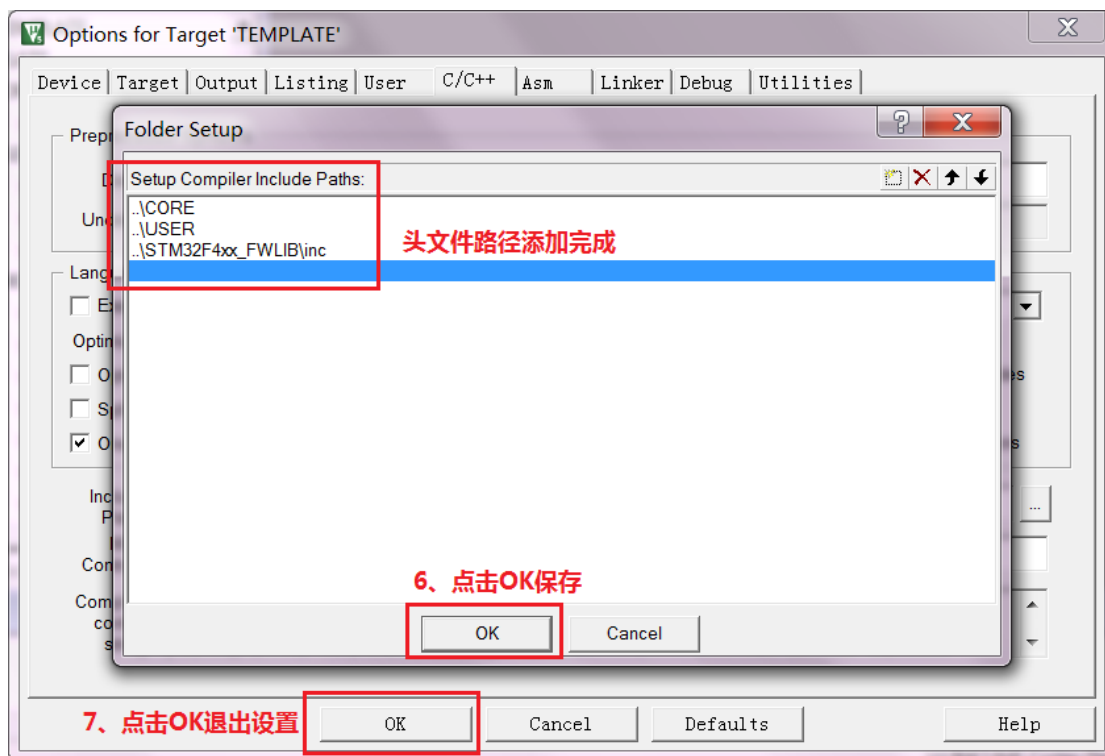 Options for Target 'TEMPLATE'
Device Target Output Listing User C/C++ Asm Linker Debug Utilities
Folder Setup
Setup Compiler Include Paths:
..\CORE
..\USER
..\STM32F4xx_FWLIB\inc
头文件路径添加完成
6、点击OK保存
OK Cancel
7、点击OK退出设置
OK Cancel Defaults Help